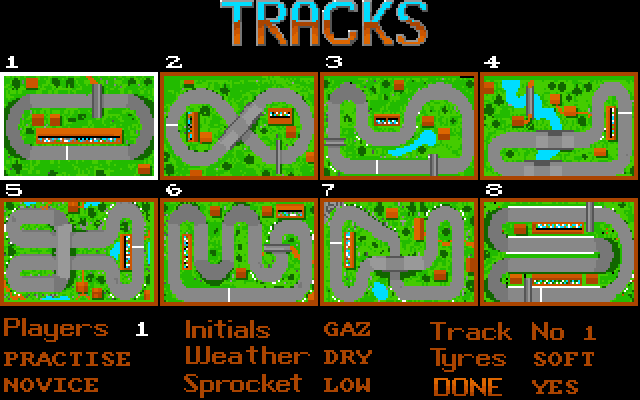 TRACKS
1 2 3 4
5 6 7 8
Players 1 Initials GAZ Track No 1
PRACTISE Weather DRY Tyres SOFT
NOVICE Sprocket LOW DONE YES